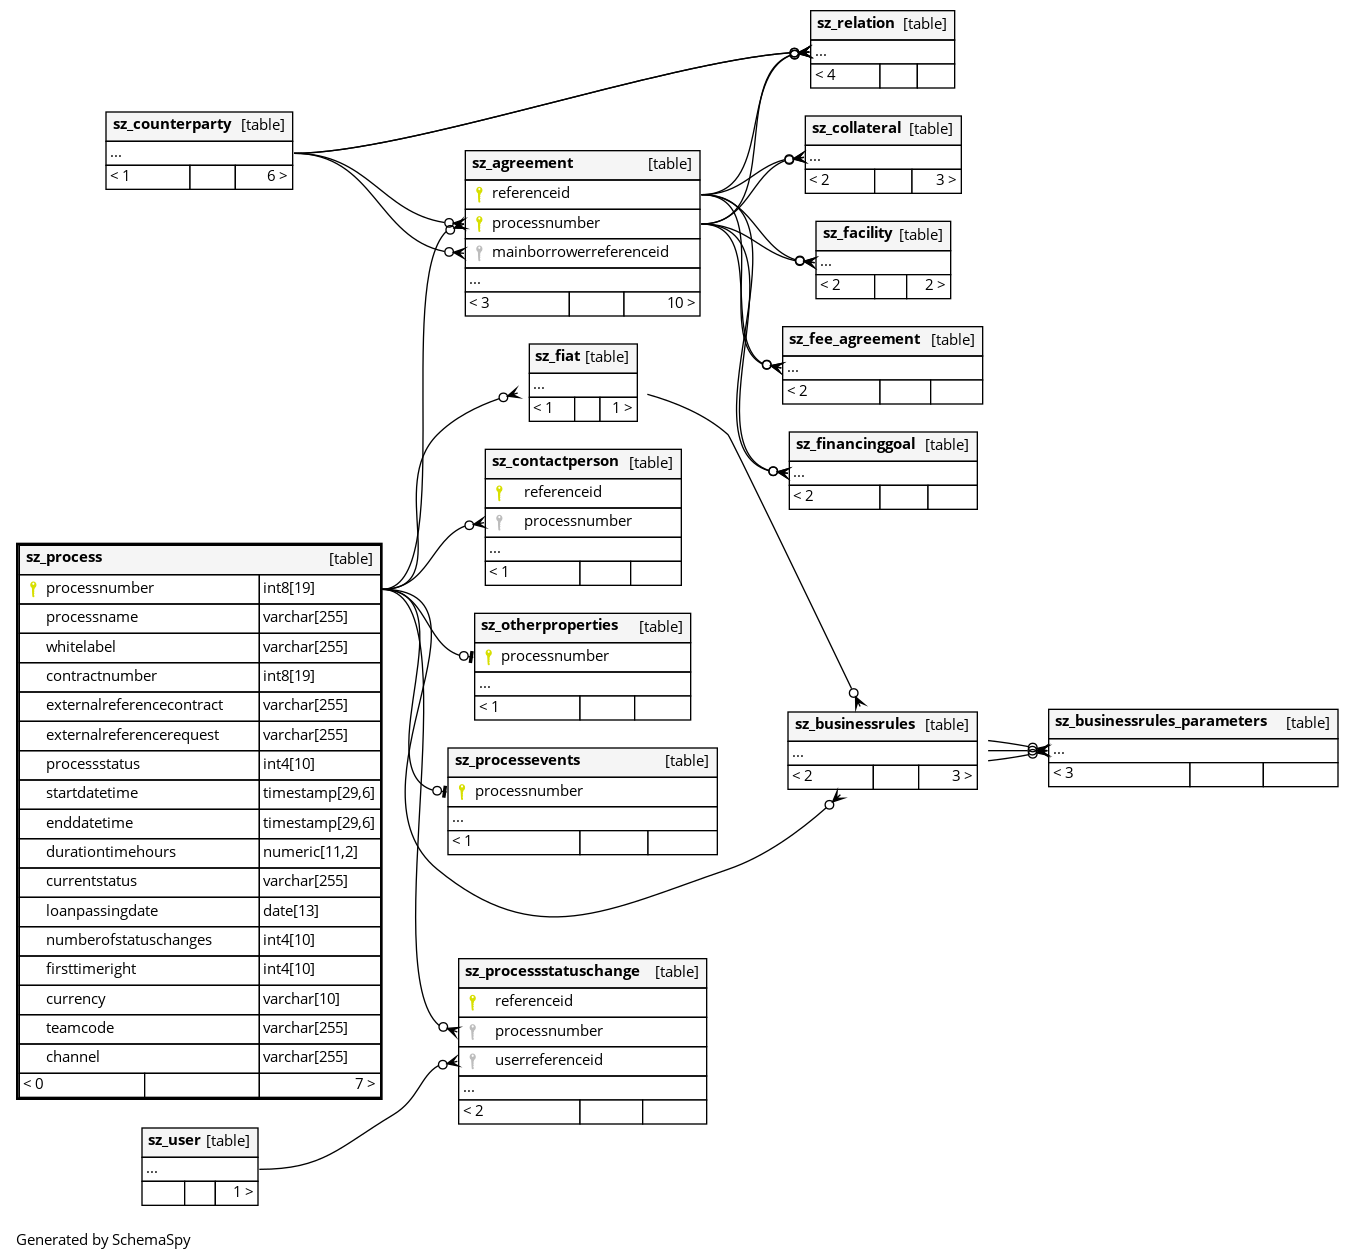 sz_relation [table]
...
< 4
sz_counterparty [table]
...
< 1 6 >
sz_collateral [table]
...
< 2 3 >
sz_agreement [table]
referenceid
processnumber
mainborrowerreferenceid
...
< 3 10 >
sz_facility [table]
...
< 2 2 >
sz_fee_agreement [table]
...
< 2
sz_fiat [table]
...
< 1 1 >
sz_financinggoal [table]
...
< 2
sz_contactperson [table]
referenceid
processnumber
...
< 1
sz_process [table]
processnumber int8[19]
processname varchar[255]
whitelabel varchar[255]
contractnumber int8[19]
externalreferencecontract varchar[255]
externalreferencerequest varchar[255]
processstatus int4[10]
startdatetime timestamp[29,6]
enddatetime timestamp[29,6]
durationtimehours numeric[11,2]
currentstatus varchar[255]
loanpassingdate date[13]
numberofstatuschanges int4[10]
firsttimeright int4[10]
currency varchar[10]
teamcode varchar[255]
channel varchar[255]
< 0 7 >
sz_otherproperties [table]
processnumber
...
< 1
sz_processevents [table]
processnumber
...
< 1
sz_businessrules [table]
...
< 2 3 >
sz_businessrules_parameters [table]
...
< 3
sz_processstatuschange [table]
referenceid
processnumber
userreferenceid
...
< 2
sz_user [table]
...
1 >
Generated by SchemaSpy